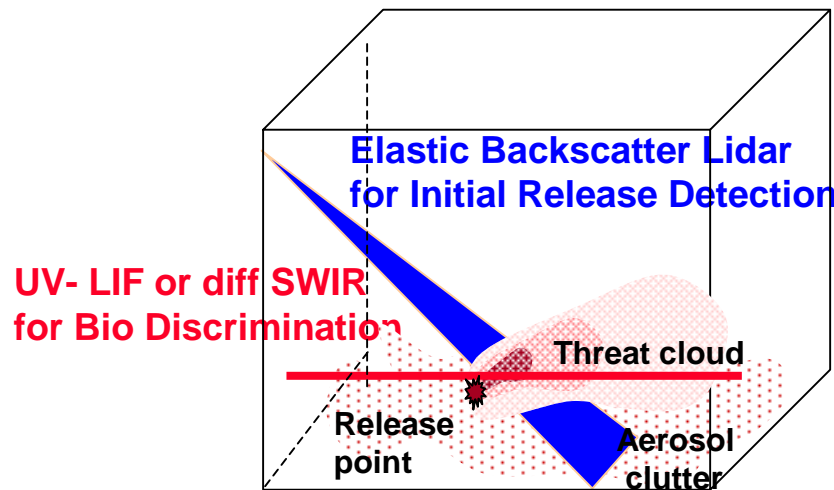 Elastic Backscatter Lidar
for Initial Release Detection
UV- LIF or diff SWIR
for Bio Discrimination
Threat cloud
Release
point
Aerosol
clutter